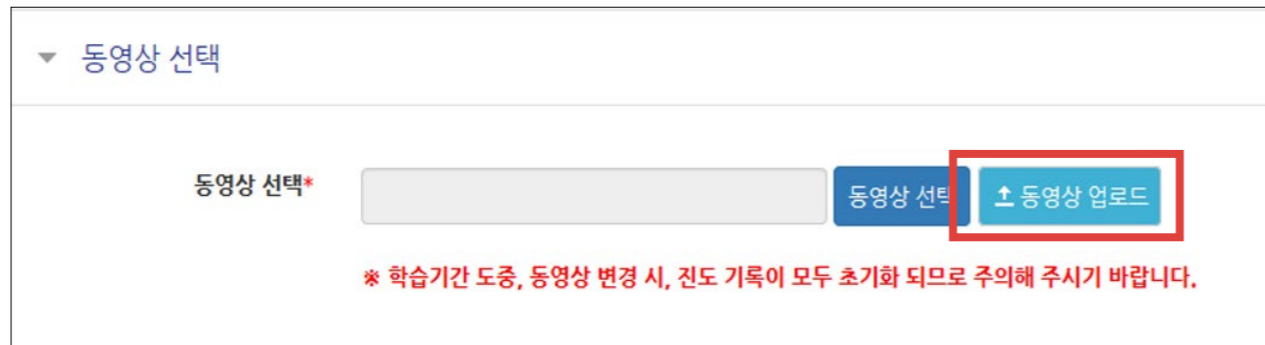 동영상 선택
동영상 선택* 동영상 선택 동영상 업로드
※ 학습기간 도중, 동영상 변경 시, 진도 기록이 모두 초기화 되므로 주의해 주시기 바랍니다.